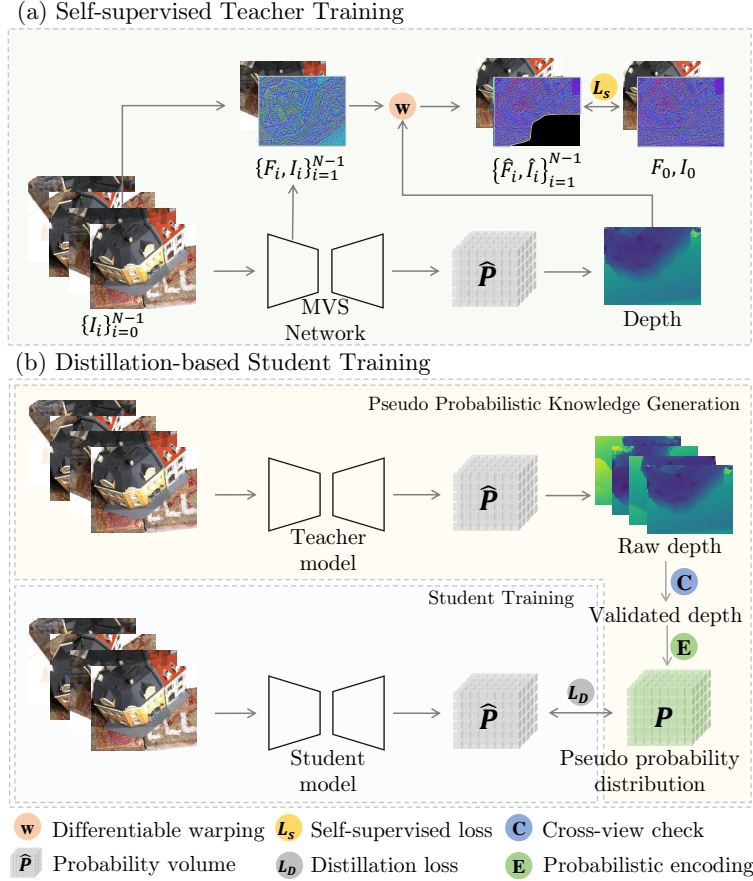 (a) Self-supervised Teacher Training
w
L_s
{F_i, I_i}_{i=1}^{N-1}
{F̂_i, Î_i}_{i=1}^{N-1}
F_0, I_0
P̂
{I_i}_{i=0}^{N-1}
MVS
Network
Depth
(b) Distillation-based Student Training
Pseudo Probabilistic Knowledge Generation
P̂
Teacher
model
Raw depth
C
Student Training
Validated depth
E
P̂
L_D
P
Student
model
Pseudo probability
distribution
w Differentiable warping L_s Self-supervised loss C Cross-view check
P̂ Probability volume L_D Distillation loss E Probabilistic encoding